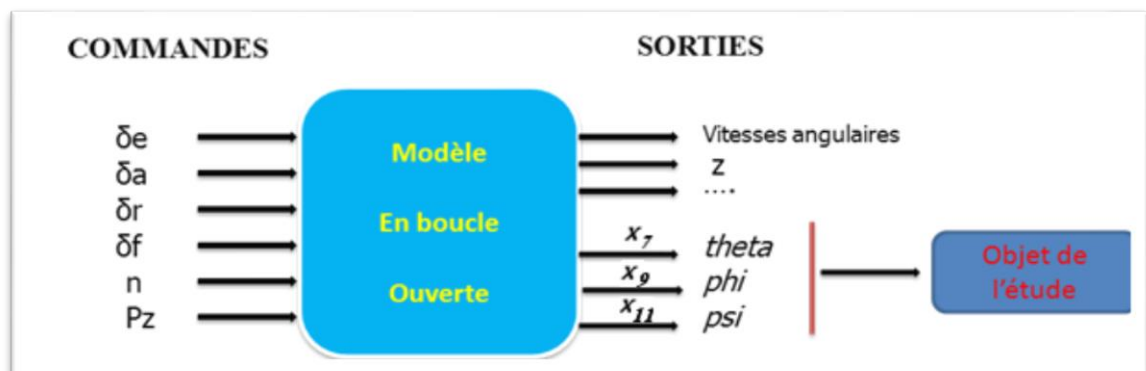 COMMANDES
SORTIES
δe
δa
δr
δf
n
Pz
Modèle
En boucle
Ouverte
Vitesses angulaires
z
....
x7 theta
x9 phi
x11 psi
Objet de
l'étude